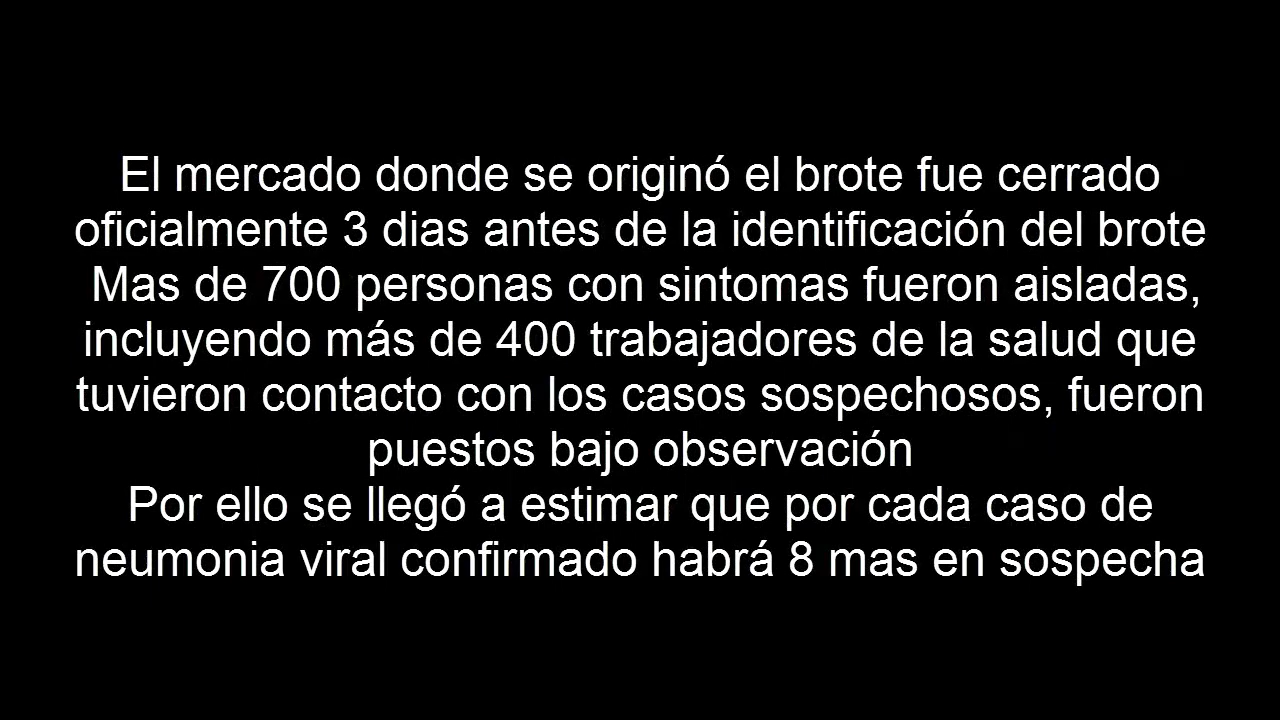 El mercado donde se originó el brote fue cerrado
oficialmente 3 dias antes de la identificación del brote
Mas de 700 personas con sintomas fueron aisladas,
incluyendo más de 400 trabajadores de la salud que
tuvieron contacto con los casos sospechosos, fueron
puestos bajo observación
Por ello se llegó a estimar que por cada caso de
neumonia viral confirmado habrá 8 mas en sospecha